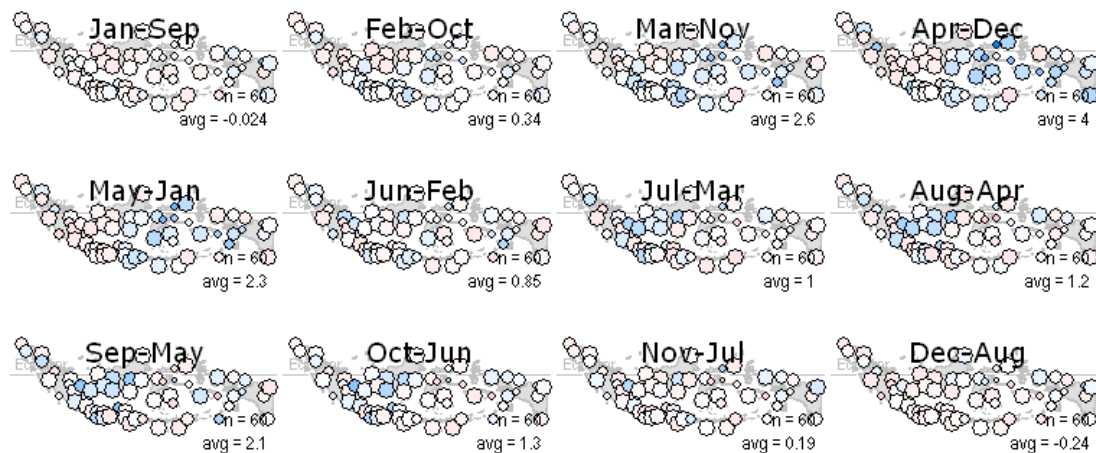 Jan-Sep
Feb-Oct
Mar-Nov
Apr-Dec
n = 60
n = 60
n = 60
n = 60
avg = -0.024
avg = 0.34
avg = 2.6
avg = 4
May-Jan
Jun-Feb
Jul-Mar
Aug-Apr
n = 60
n = 60
n = 60
n = 60
avg = 2.3
avg = 0.85
avg = 1
avg = 1.2
Sep-May
Oct-Jun
Nov-Jul
Dec-Aug
n = 60
n = 60
n = 60
n = 60
avg = 2.1
avg = 1.3
avg = 0.19
avg = -0.24